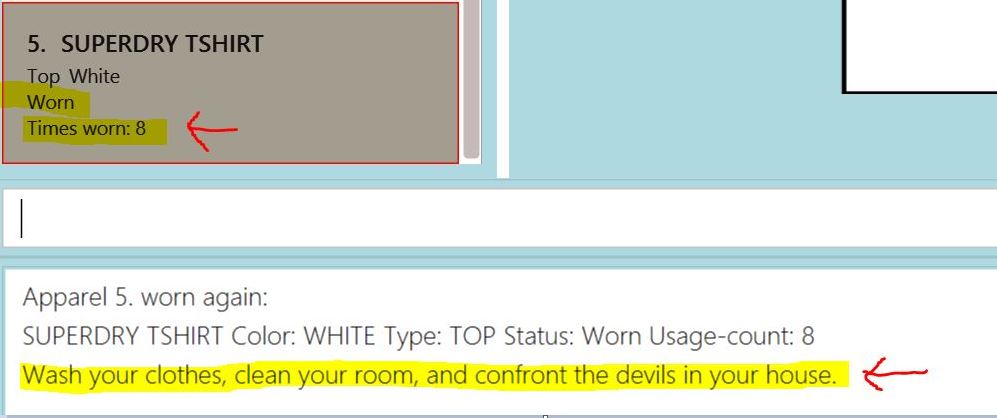 5. SUPERDRY TSHIRT
Top White
Worn
Times worn: 8
Apparel 5. worn again:
SUPERDRY TSHIRT Color: WHITE Type: TOP Status: Worn Usage-count: 8
Wash your clothes, clean your room, and confront the devils in your house.